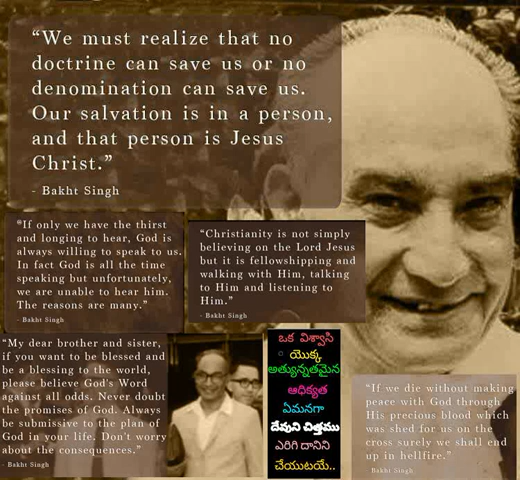 “We must realize that no
doctrine can save us or no
denomination can save us.
Our salvation is in a person,
and that person is Jesus
Christ.”
- Bakht Singh
“If only we have the thirst
and longing to hear, God is
always willing to speak to us.
In fact God is all the time
speaking but unfortunately,
we are unable to hear him.
The reasons are many.”
- Bakht Singh
“Christianity is not simply
believing on the Lord Jesus
but it is fellowshipping and
walking with Him, talking
to Him and listening to
Him.”
- Bakht Singh
“My dear brother and sister,
if you want to be blessed and
be a blessing to the world,
please believe God's Word
against all odds. Never doubt
the promises of God. Always
be submissive to the plan of
God in your life. Don't worry
about the consequences.”
- Bakht Singh
ఒక విశ్వాసి
యొక్క
అత్యున్నతమైన
ఆధిక్యత
ఏమనగా
దేవుని చిత్తము
ఎరిగి దానిని
చేయుటయే..
“If we die without making
peace with God through
His precious blood which
was shed for us on the
cross surely we shall end
up in hellfire.”
- Bakht Singh